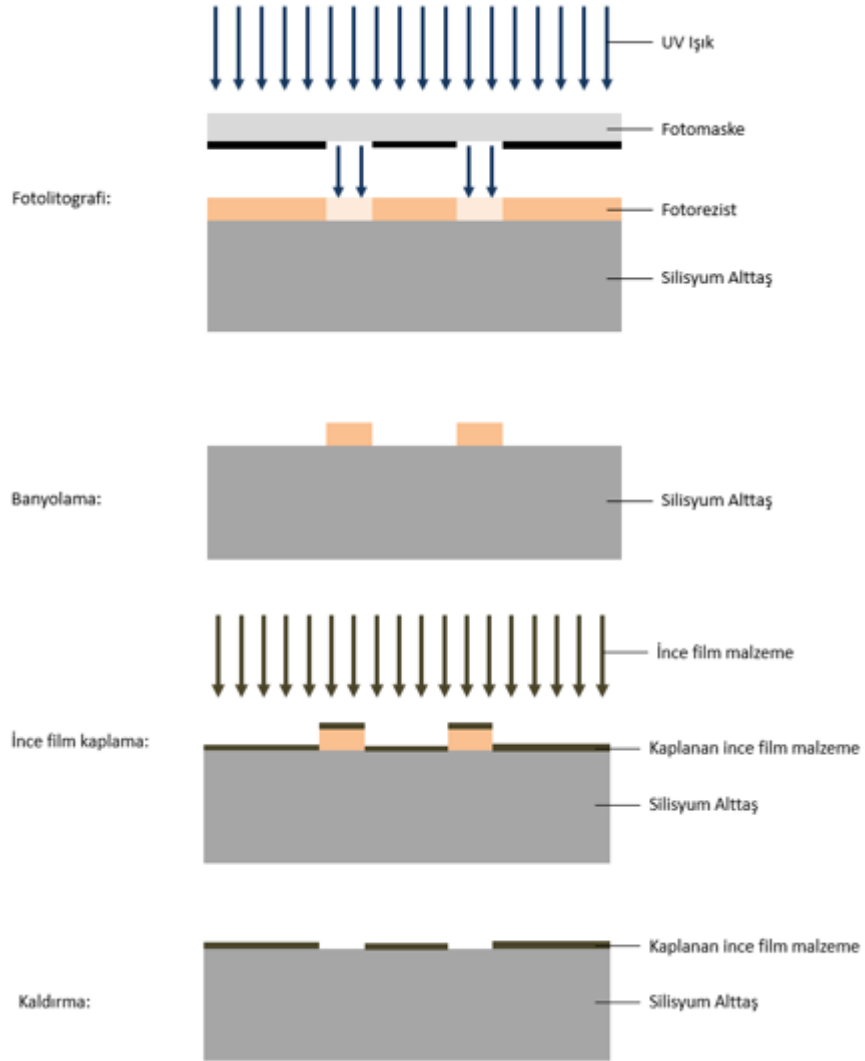 UV Işık
Fotomaske
Fotolitografi:
Fotorezist
Silisyum Alttaş
Banyolama:
Silisyum Alttaş
İnce film malzeme
İnce film kaplama:
Kaplanan ince film malzeme
Silisyum Alttaş
Kaplanan ince film malzeme
Kaldırma:
Silisyum Alttaş